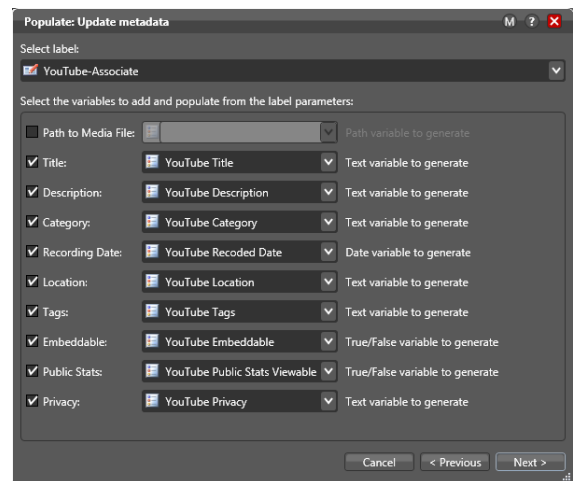 Populate: Update metadata M ? X
Select label:
YouTube-Associate
Select the variables to add and populate from the label parameters:
Path to Media File: Path variable to generate
Title: YouTube Title Text variable to generate
Description: YouTube Description Text variable to generate
Category: YouTube Category Text variable to generate
Recording Date: YouTube Recoded Date Date variable to generate
Location: YouTube Location Text variable to generate
Tags: YouTube Tags Text variable to generate
Embeddable: YouTube Embeddable True/False variable to generate
Public Stats: YouTube Public Stats Viewable True/False variable to generate
Privacy: YouTube Privacy Text variable to generate
Cancel < Previous Next >